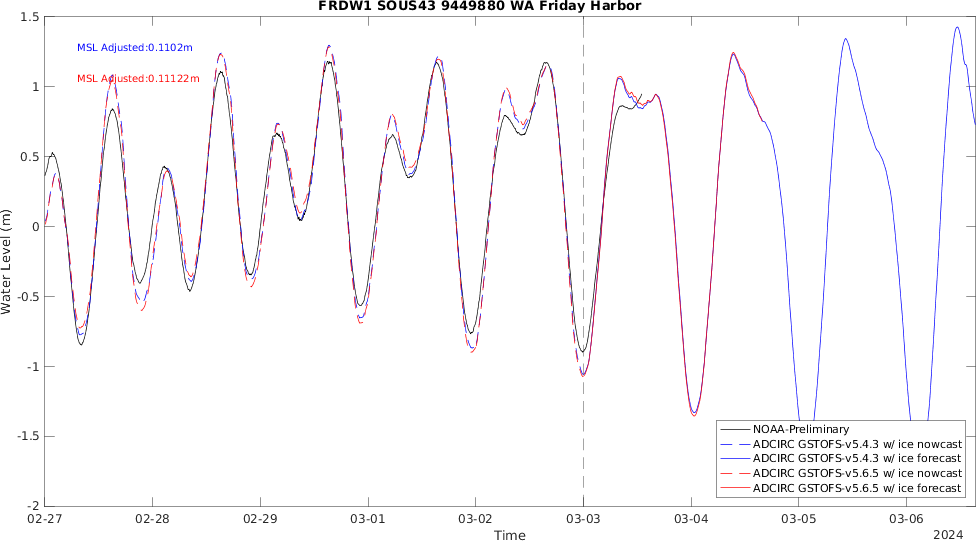 FRDW1 SOUS43 9449880 WA Friday Harbor
MSL Adjusted:0.1102m
MSL Adjusted:0.11122m
Water Level (m)
1.5
1
0.5
0
-0.5
-1
-1.5
-2
NOAA-Preliminary
ADCIRC GSTOFS-v5.4.3 w/ ice nowcast
ADCIRC GSTOFS-v5.4.3 w/ ice forecast
ADCIRC GSTOFS-v5.6.5 w/ ice nowcast
ADCIRC GSTOFS-v5.6.5 w/ ice forecast
02-27 02-28 02-29 03-01 03-02 03-03 03-04 03-05 03-06
Time
2024